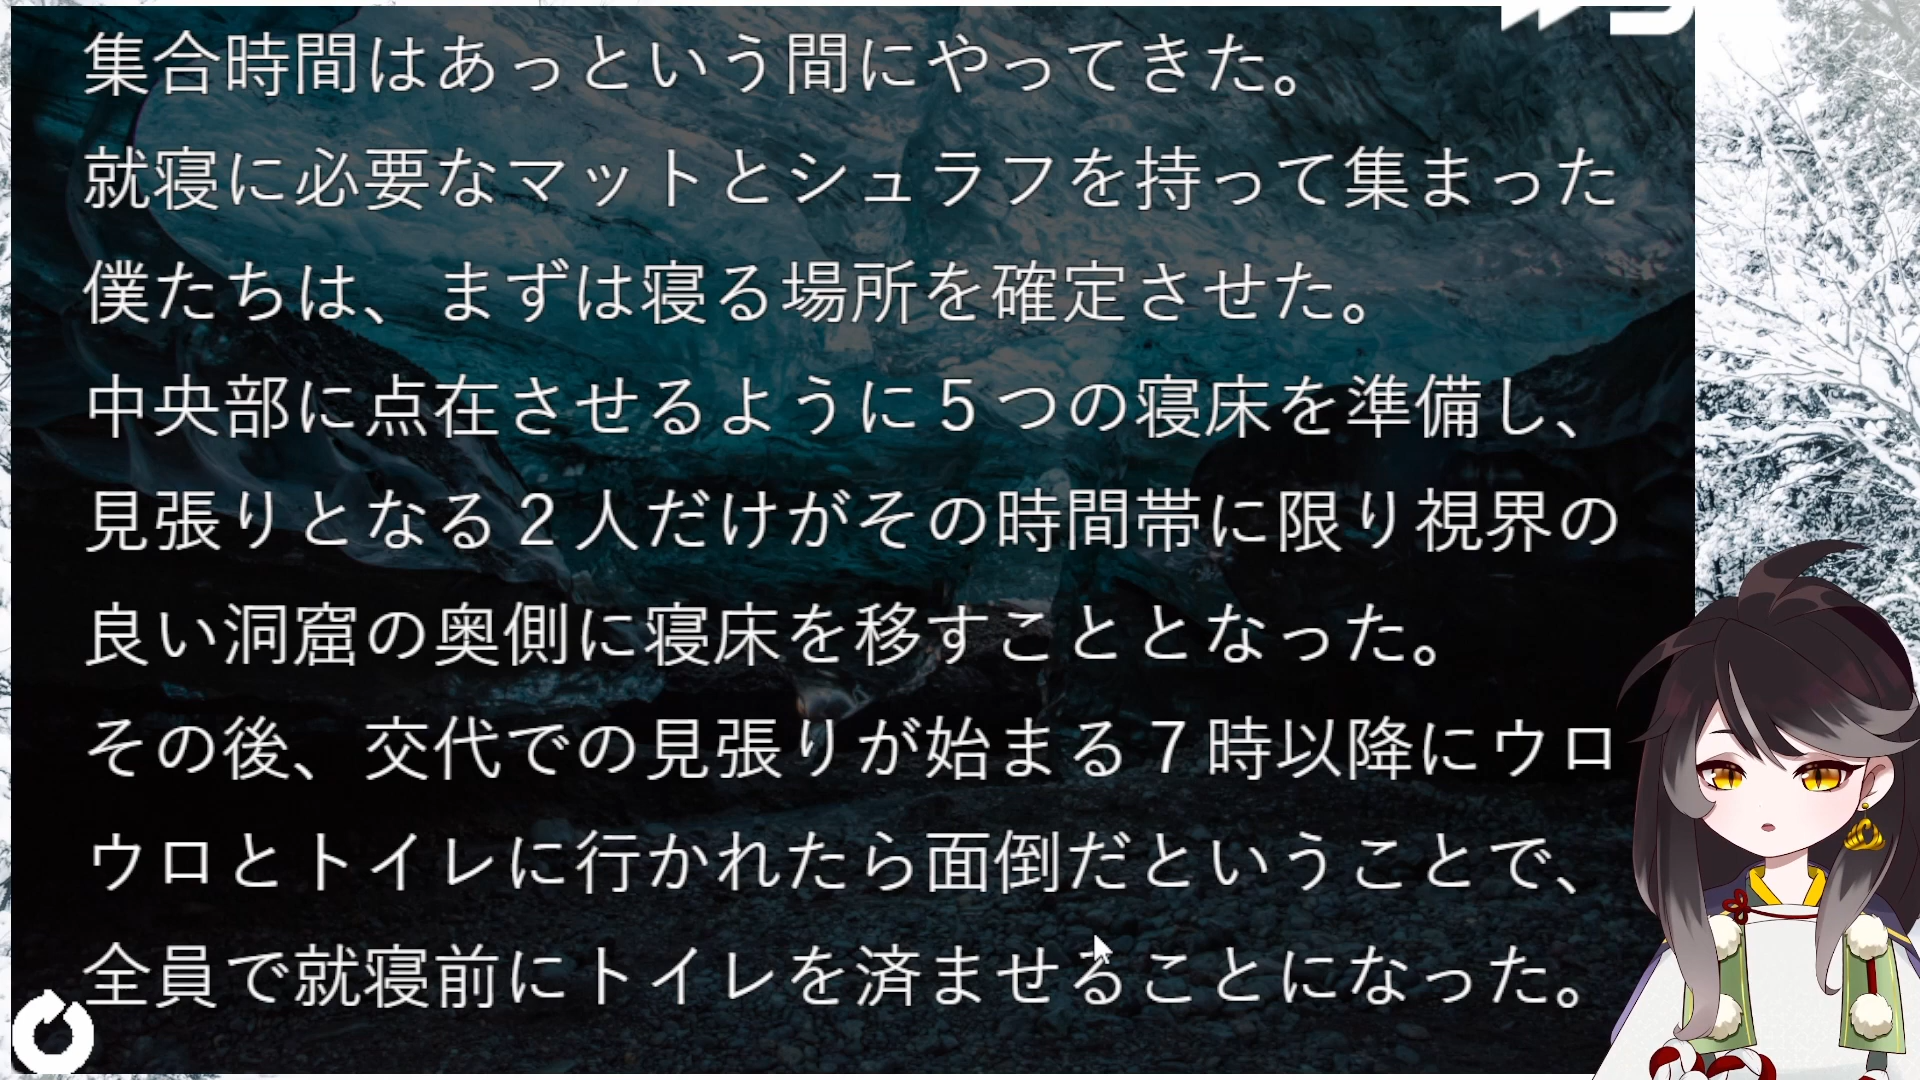 集合時間はあっという間にやってきた。
就寝に必要なマットとシュラフを持って集まった
僕たちは、まずは寝る場所を確定させた。
中央部に点在させるように５つの寝床を準備し、
見張りとなる２人だけがその時間帯に限り視界の
良い洞窟の奥側に寝床を移すこととなった。
その後、交代での見張りが始まる７時以降にウロ
ウロとトイレに行かれたら面倒だということで、
全員で就寝前にトイレを済ませることになった。